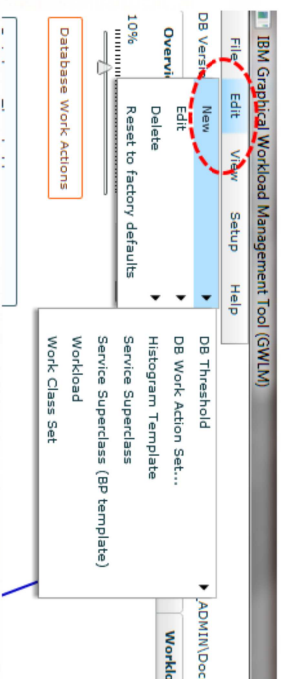 IBM Graphical Workload Management Tool (GWLM)
File Edit View Setup Help
DB Versi
_ADMIN\Doc
Overvi
Worklo
10%
New
Edit
Delete
Reset to factory defaults
DB Threshold
DB Work Action Set...
Histogram Template
Service Superclass
Service Superclass (BP template)
Workload
Work Class Set
Database Work Actions